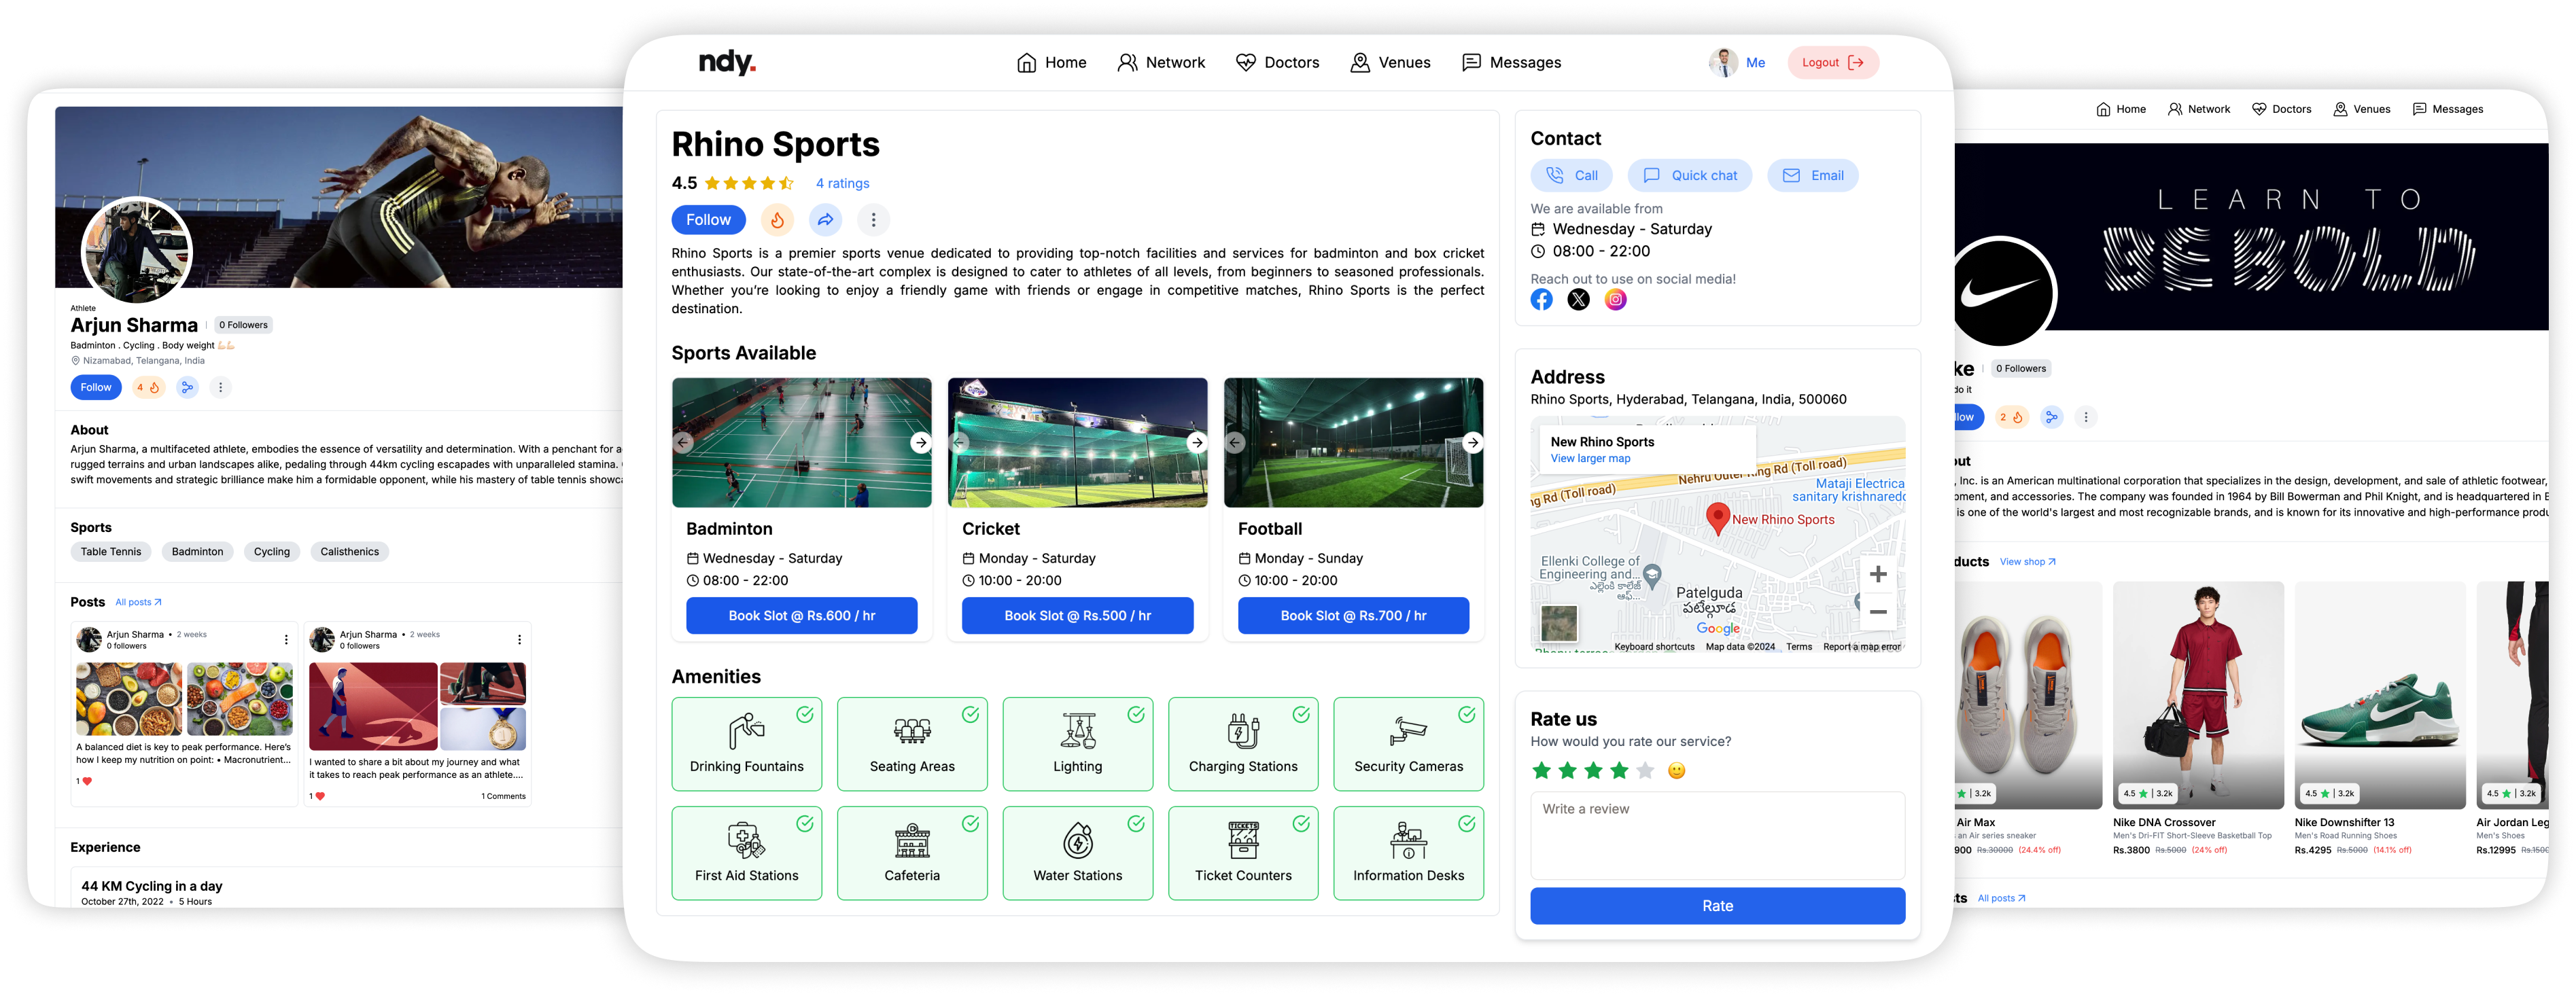 Athlete
Arjun Sharma
0 Followers
Badminton . Cycling . Body weight 💪🏻💪🏻
Nizamabad, Telangana, India
Follow
4
About
Arjun Sharma, a multifaceted athlete, embodies the essence of versatility and determination. With a penchant for
rugged terrains and urban landscapes alike, pedaling through 44km cycling escapades with unparalleled stamina.
swift movements and strategic brilliance make him a formidable opponent, while his mastery of table tennis
Sports
Table Tennis
Badminton
Cycling
Calisthenics
Posts
All posts
Arjun Sharma • 2 weeks
0 followers
A balanced diet is key to peak performance. Here's
how I keep my nutrition on point: • Macronutrient...
1
Arjun Sharma • 2 weeks
0 followers
I wanted to share a bit about my journey and what
it takes to reach peak performance as an athlete....
1
1 Comments
Experience
44 KM Cycling in a day
October 27th, 2022 • 5 Hours
ndy.
Home
Network
Doctors
Venues
Messages
Me
Logout
Rhino Sports
4.5
4 ratings
Follow
Rhino Sports is a premier sports venue dedicated to providing top-notch facilities and services for badminton and box cricket
enthusiasts. Our state-of-the-art complex is designed to cater to athletes of all levels, from beginners to seasoned professionals.
Whether you're looking to enjoy a friendly game with friends or engage in competitive matches, Rhino Sports is the perfect
destination.
Sports Available
Badminton
Wednesday - Saturday
08:00 - 22:00
Book Slot @ Rs.600 / hr
Cricket
Monday - Saturday
10:00 - 20:00
Book Slot @ Rs.500 / hr
Football
Monday - Sunday
10:00 - 20:00
Book Slot @ Rs.700 / hr
Amenities
Drinking Fountains
Seating Areas
Lighting
Charging Stations
Security Cameras
TICKETS
First Aid Stations
Cafeteria
Water Stations
Ticket Counters
Information Desks
Contact
Call
Quick chat
Email
We are available from
Wednesday - Saturday
08:00 - 22:00
Reach out to use on social media!
Address
Rhino Sports, Hyderabad, Telangana, India, 500060
New Rhino Sports
View larger map
Nehru Outer Ring Rd (Toll road)
ng Rd (Toll road)
Mataji Electrica
sanitary krishnaredd
New Rhino Sports
Ellenki College of
Engineering and...
ఎల్లెంకి కాలేజ్
ఆఫ్...
Patelguda
పటేల్గూడ
Google
Keyboard shortcuts
Map data ©2024
Terms
Report a map error
Rate us
How would you rate our service?
Write a review
Rate
Home
Network
Doctors
Venues
Messages
LEARN TO
BE BOLD
ke
0 Followers
do it
llow
2
out
, Inc. is an American multinational corporation that specializes in the design, development, and sale of athletic footwear,
oment, and accessories. The company was founded in 1964 by Bill Bowerman and Phil Knight, and is headquartered in
is one of the world's largest and most recognizable brands, and is known for its innovative and high-performance
ducts
View shop
3.2k
4.5 | 3.2k
4.5 | 3.2k
4.5 | 3.2k
Air Max
an Air series sneaker
900 Rs.30000 (24.4% off)
Nike DNA Crossover
Men's Dri-FIT Short-Sleeve Basketball Top
Rs.3800 Rs.5000 (24% off)
Nike Downshifter 13
Men's Road Running Shoes
Rs.4295 Rs.5000 (14.1% off)
Air Jordan Leg
Men's Shoes
Rs.12995
sts
All posts